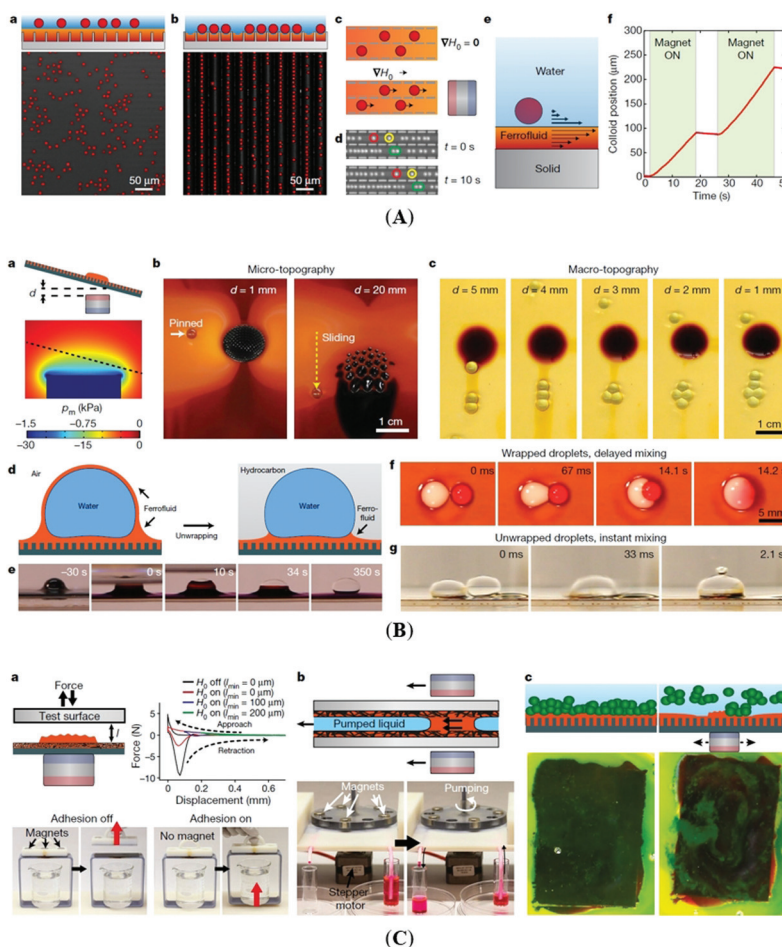 a
b
c
∇H₀ = 0
∇H₀ →
d
t = 0 s
t = 10 s
50 µm
50 µm
e
Water
Ferrofluid
Solid
f
Magnet
ON
Magnet
ON
Colloid position (µm)
300
250
200
150
100
50
0
0 10 20 30 40
Time (s)
(A)
a
d
pₘ (kPa)
−1.5 −0.75 0
−30 −15 0
b
Micro-topography
d = 1 mm
d = 20 mm
Pinned
Sliding
1 cm
c
Macro-topography
d = 5 mm
d = 4 mm
d = 3 mm
d = 2 mm
d = 1 mm
1 cm
d
Air
Water
Ferrofluid
Unwrapping
Hydrocarbon
Water
Ferro-
fluid
e
−30 s
0 s
10 s
34 s
350 s
f
Wrapped droplets, delayed mixing
0 ms
67 ms
14.1 s
14.2
5 mm
g
Unwrapped droplets, instant mixing
0 ms
33 ms
2.1 s
(B)
a
Force
Test surface
l
H₀ off (lₘᵢₙ = 0 µm)
H₀ on (lₘᵢₙ = 0 µm)
H₀ on (lₘᵢₙ = 100 µm)
H₀ on (lₘᵢₙ = 200 µm)
Approach
Retraction
Force (N)
5
0
−5
−10
0 0.2 0.4 0.6
Displacement (mm)
Adhesion off
Magnets
Adhesion on
No magnet
b
Pumped liquid
Magnets
Pumping
Stepper
motor
c
(C)